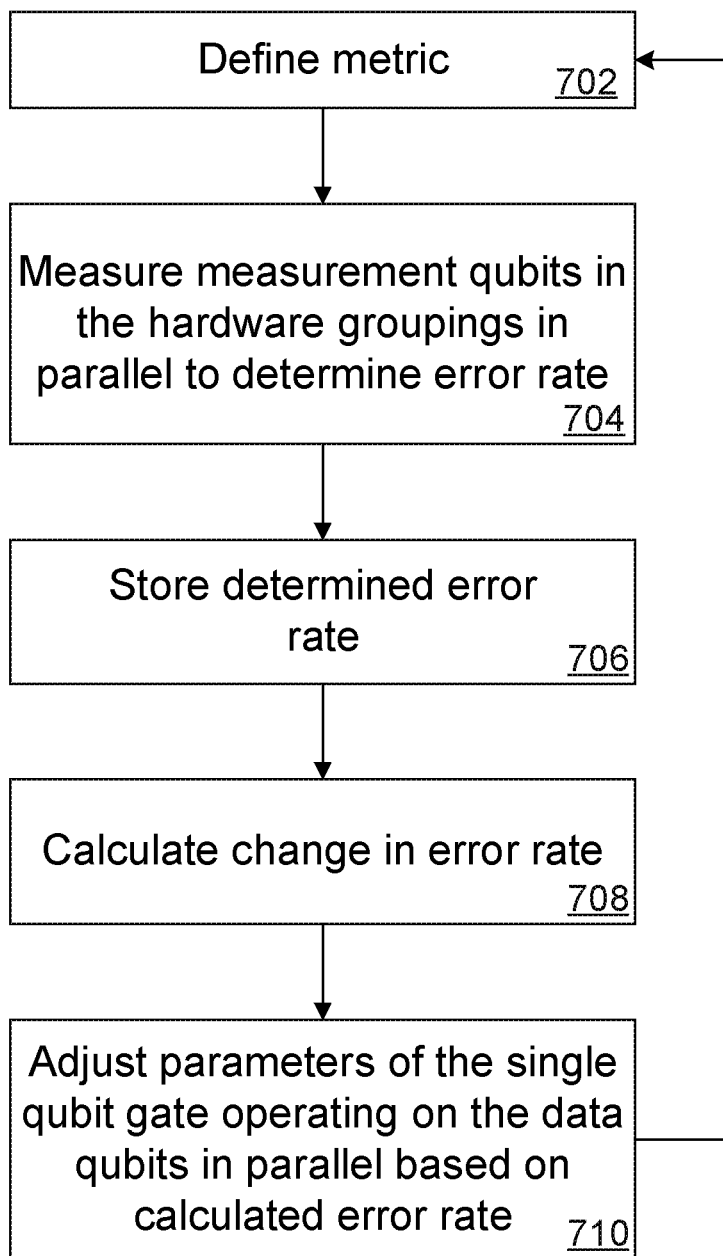 Define metric
702
Measure measurement qubits in
the hardware groupings in
parallel to determine error rate
704
Store determined error
rate
706
Calculate change in error rate
708
Adjust parameters of the single
qubit gate operating on the data
qubits in parallel based on
calculated error rate
710